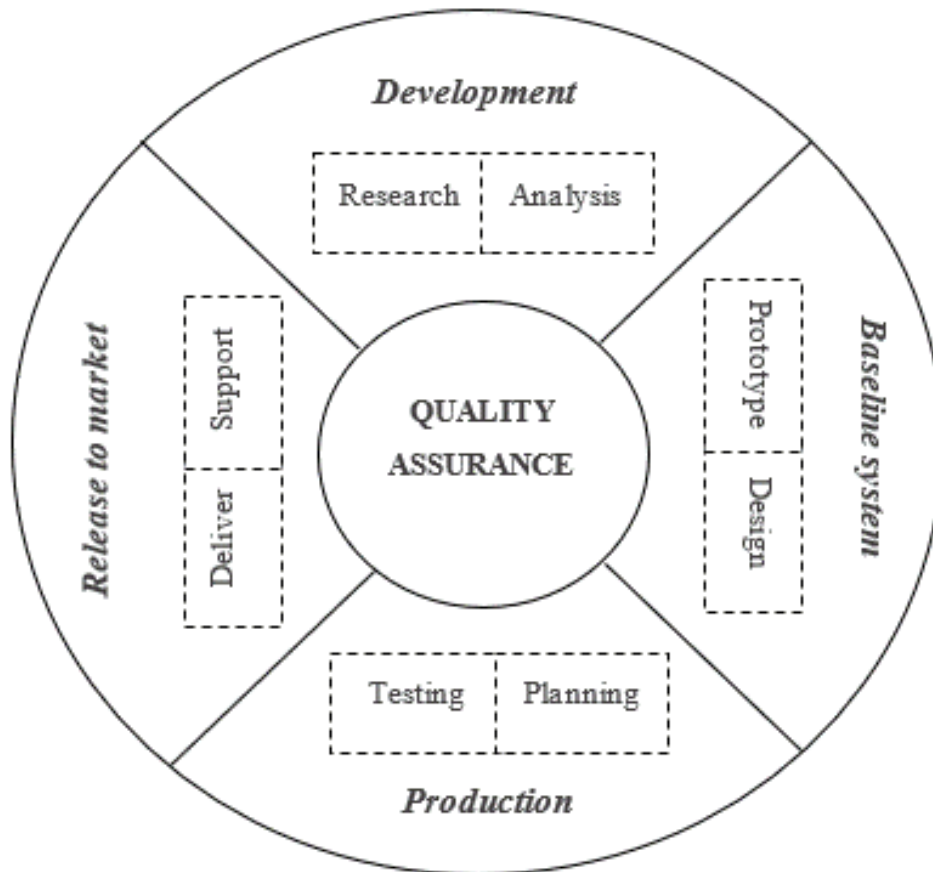 Development
Research
Analysis
Prototype
Design
Baseline system
QUALITY
ASSURANCE
Support
Deliver
Release to market
Testing
Planning
Production